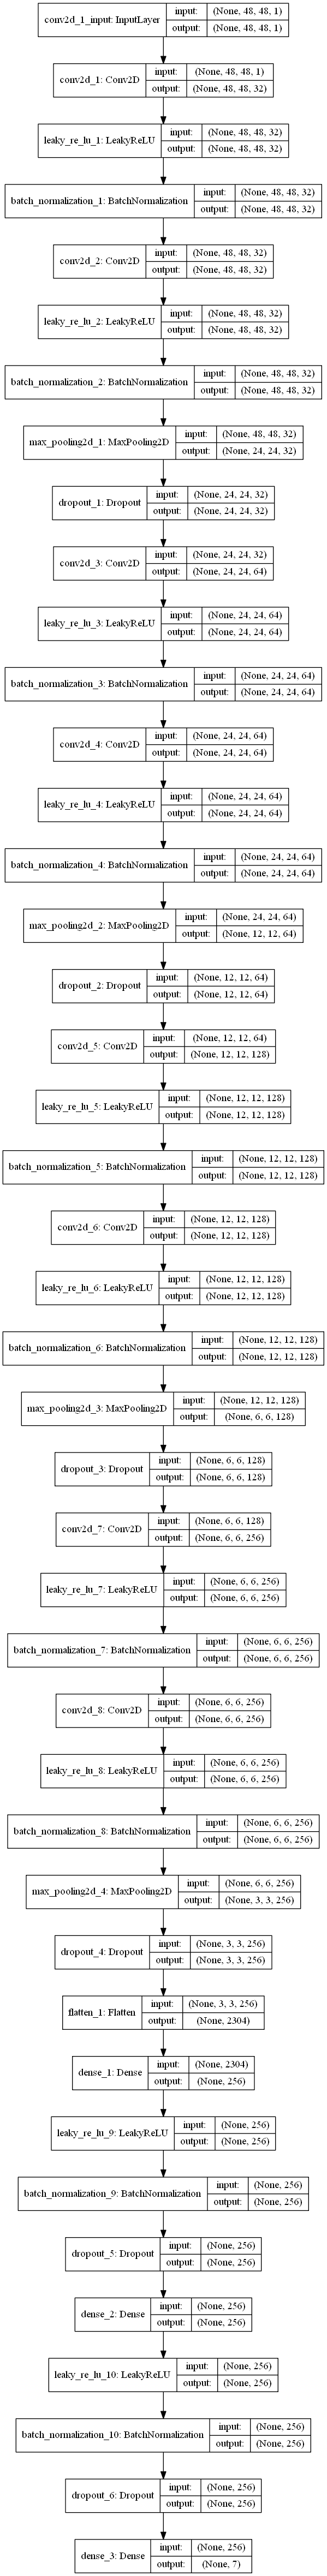 conv2d_1_input: InputLayer input: (None, 48, 48, 1)
output: (None, 48, 48, 1)
conv2d_1: Conv2D input: (None, 48, 48, 1)
output: (None, 48, 48, 32)
leaky_re_lu_1: LeakyReLU input: (None, 48, 48, 32)
output: (None, 48, 48, 32)
batch_normalization_1: BatchNormalization input: (None, 48, 48, 32)
output: (None, 48, 48, 32)
conv2d_2: Conv2D input: (None, 48, 48, 32)
output: (None, 48, 48, 32)
leaky_re_lu_2: LeakyReLU input: (None, 48, 48, 32)
output: (None, 48, 48, 32)
batch_normalization_2: BatchNormalization input: (None, 48, 48, 32)
output: (None, 48, 48, 32)
max_pooling2d_1: MaxPooling2D input: (None, 48, 48, 32)
output: (None, 24, 24, 32)
dropout_1: Dropout input: (None, 24, 24, 32)
output: (None, 24, 24, 32)
conv2d_3: Conv2D input: (None, 24, 24, 32)
output: (None, 24, 24, 64)
leaky_re_lu_3: LeakyReLU input: (None, 24, 24, 64)
output: (None, 24, 24, 64)
batch_normalization_3: BatchNormalization input: (None, 24, 24, 64)
output: (None, 24, 24, 64)
conv2d_4: Conv2D input: (None, 24, 24, 64)
output: (None, 24, 24, 64)
leaky_re_lu_4: LeakyReLU input: (None, 24, 24, 64)
output: (None, 24, 24, 64)
batch_normalization_4: BatchNormalization input: (None, 24, 24, 64)
output: (None, 24, 24, 64)
max_pooling2d_2: MaxPooling2D input: (None, 24, 24, 64)
output: (None, 12, 12, 64)
dropout_2: Dropout input: (None, 12, 12, 64)
output: (None, 12, 12, 64)
conv2d_5: Conv2D input: (None, 12, 12, 64)
output: (None, 12, 12, 128)
leaky_re_lu_5: LeakyReLU input: (None, 12, 12, 128)
output: (None, 12, 12, 128)
batch_normalization_5: BatchNormalization input: (None, 12, 12, 128)
output: (None, 12, 12, 128)
conv2d_6: Conv2D input: (None, 12, 12, 128)
output: (None, 12, 12, 128)
leaky_re_lu_6: LeakyReLU input: (None, 12, 12, 128)
output: (None, 12, 12, 128)
batch_normalization_6: BatchNormalization input: (None, 12, 12, 128)
output: (None, 12, 12, 128)
max_pooling2d_3: MaxPooling2D input: (None, 12, 12, 128)
output: (None, 6, 6, 128)
dropout_3: Dropout input: (None, 6, 6, 128)
output: (None, 6, 6, 128)
conv2d_7: Conv2D input: (None, 6, 6, 128)
output: (None, 6, 6, 256)
leaky_re_lu_7: LeakyReLU input: (None, 6, 6, 256)
output: (None, 6, 6, 256)
batch_normalization_7: BatchNormalization input: (None, 6, 6, 256)
output: (None, 6, 6, 256)
conv2d_8: Conv2D input: (None, 6, 6, 256)
output: (None, 6, 6, 256)
leaky_re_lu_8: LeakyReLU input: (None, 6, 6, 256)
output: (None, 6, 6, 256)
batch_normalization_8: BatchNormalization input: (None, 6, 6, 256)
output: (None, 6, 6, 256)
max_pooling2d_4: MaxPooling2D input: (None, 6, 6, 256)
output: (None, 3, 3, 256)
dropout_4: Dropout input: (None, 3, 3, 256)
output: (None, 3, 3, 256)
flatten_1: Flatten input: (None, 3, 3, 256)
output: (None, 2304)
dense_1: Dense input: (None, 2304)
output: (None, 256)
leaky_re_lu_9: LeakyReLU input: (None, 256)
output: (None, 256)
batch_normalization_9: BatchNormalization input: (None, 256)
output: (None, 256)
dropout_5: Dropout input: (None, 256)
output: (None, 256)
dense_2: Dense input: (None, 256)
output: (None, 256)
leaky_re_lu_10: LeakyReLU input: (None, 256)
output: (None, 256)
batch_normalization_10: BatchNormalization input: (None, 256)
output: (None, 256)
dropout_6: Dropout input: (None, 256)
output: (None, 256)
dense_3: Dense input: (None, 256)
output: (None, 7)